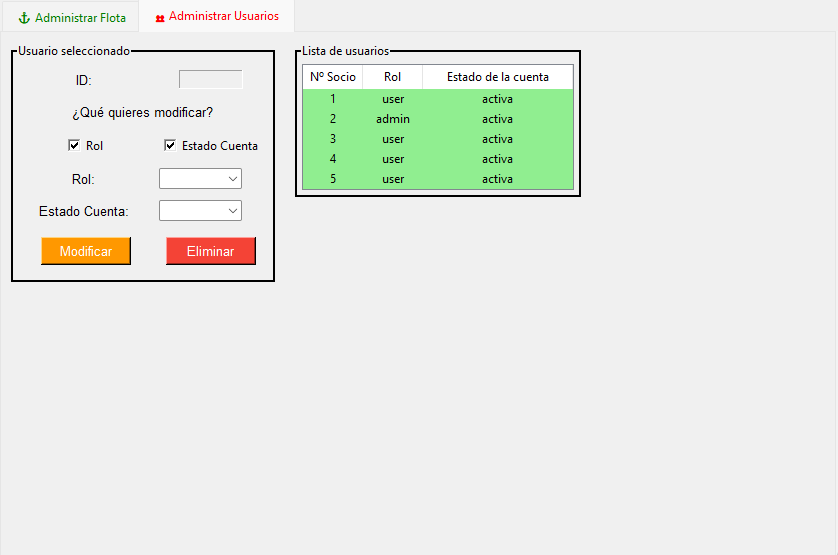 Administrar Flota
Administrar Usuarios
Usuario seleccionado
ID:
¿Qué quieres modificar?
Rol
Estado Cuenta
Rol:
Estado Cuenta:
Modificar
Eliminar
Lista de usuarios
Nº Socio Rol Estado de la cuenta
1 user activa
2 admin activa
3 user activa
4 user activa
5 user activa